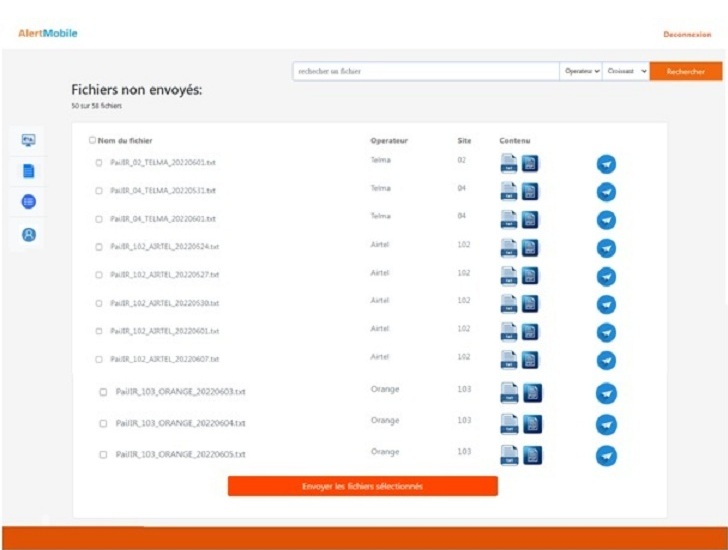 AlertMobile
Deconnexion
rechecher un fichier Operateur Croissant Rechercher
Fichiers non envoyés:
50 sur 58 fichiers
Nom du fichier Operateur Site Contenu
PaiIR_02_TELMA_20220601.txt Telma 02
PaiIR_04_TELMA_20220531.txt Telma 04
PaiIR_04_TELMA_20220601.txt Telma 04
PaiIR_102_AIRTEL_20220524.txt Airtel 102
PaiIR_102_AIRTEL_20220527.txt Airtel 102
PaiIR_102_AIRTEL_20220530.txt Airtel 102
PaiIR_102_AIRTEL_20220601.txt Airtel 102
PaiIR_102_AIRTEL_20220607.txt Airtel 102
PaiIR_103_ORANGE_20220603.txt Orange 103
PaiIR_103_ORANGE_20220604.txt Orange 103
PaiIR_103_ORANGE_20220605.txt Orange 103
Envoyer les fichiers sélectionnés